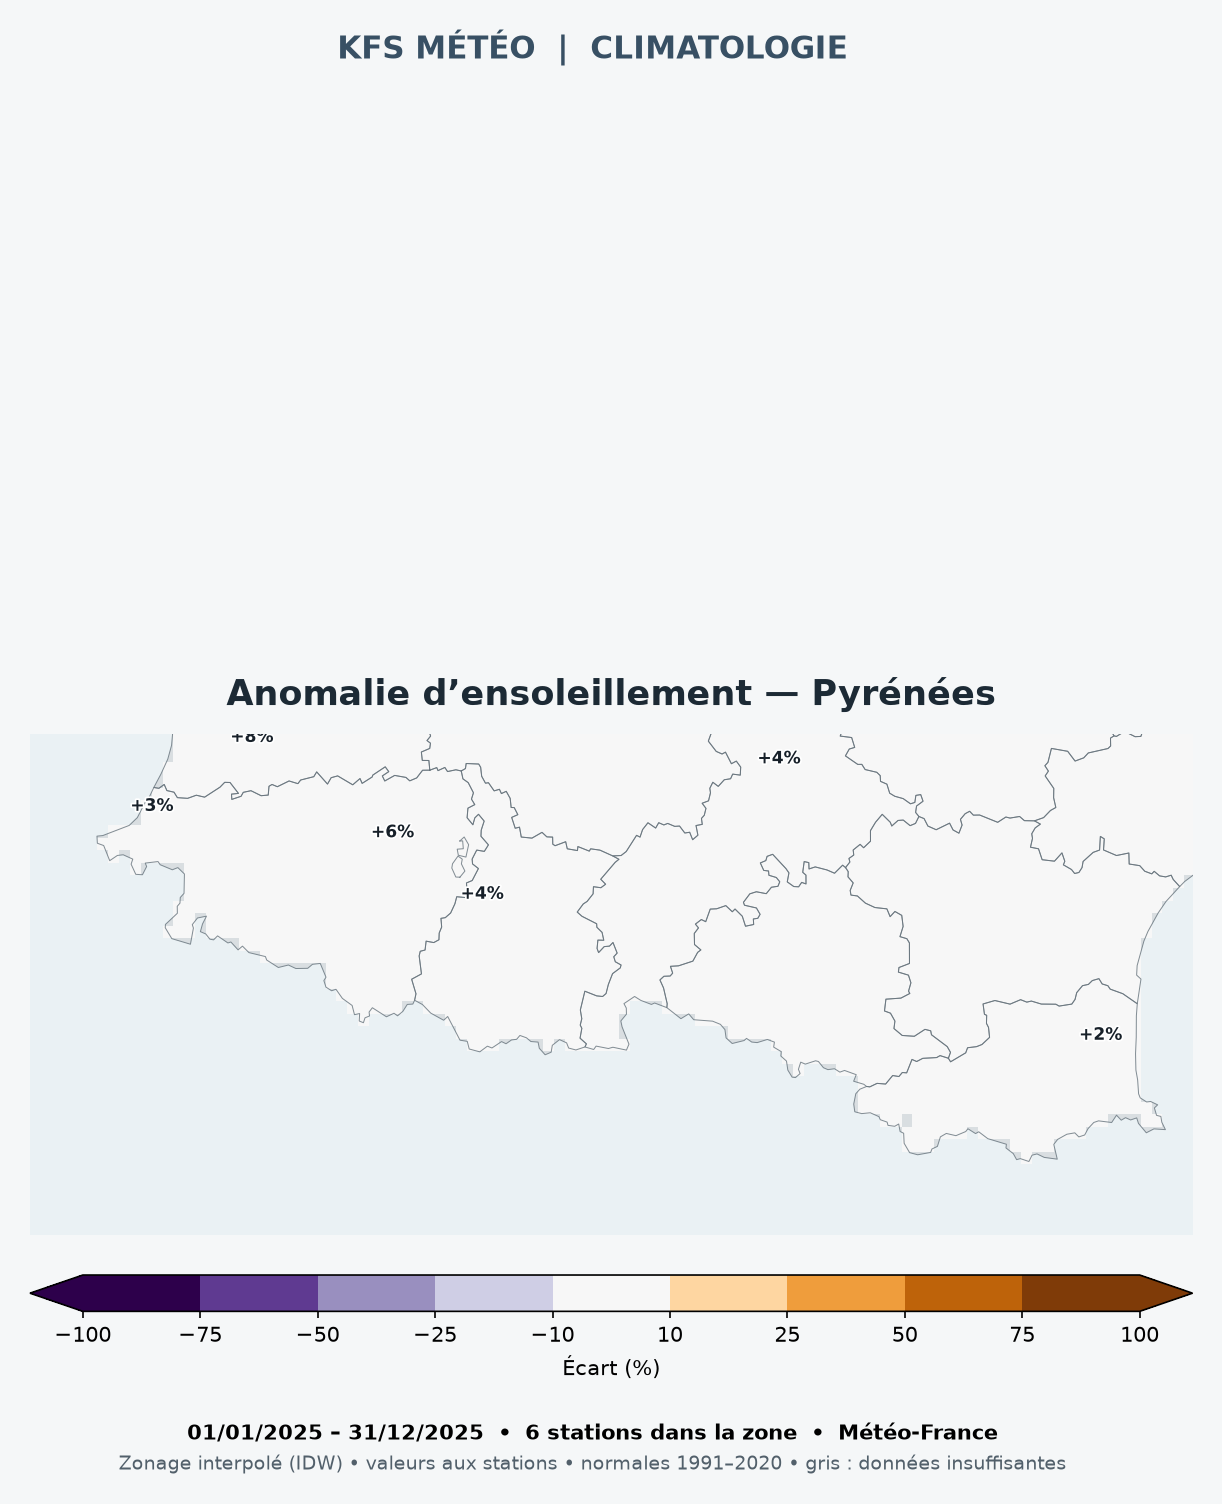 KFS MÉTÉO | CLIMATOLOGIE
Anomalie d’ensoleillement — Pyrénées
+8%
+4%
+3%
+6%
+4%
+2%
−100 −75 −50 −25 −10 10 25 50 75 100
Écart (%)
01/01/2025 – 31/12/2025 • 6 stations dans la zone • Météo-France
Zonage interpolé (IDW) • valeurs aux stations • normales 1991–2020 • gris : données insuffisantes